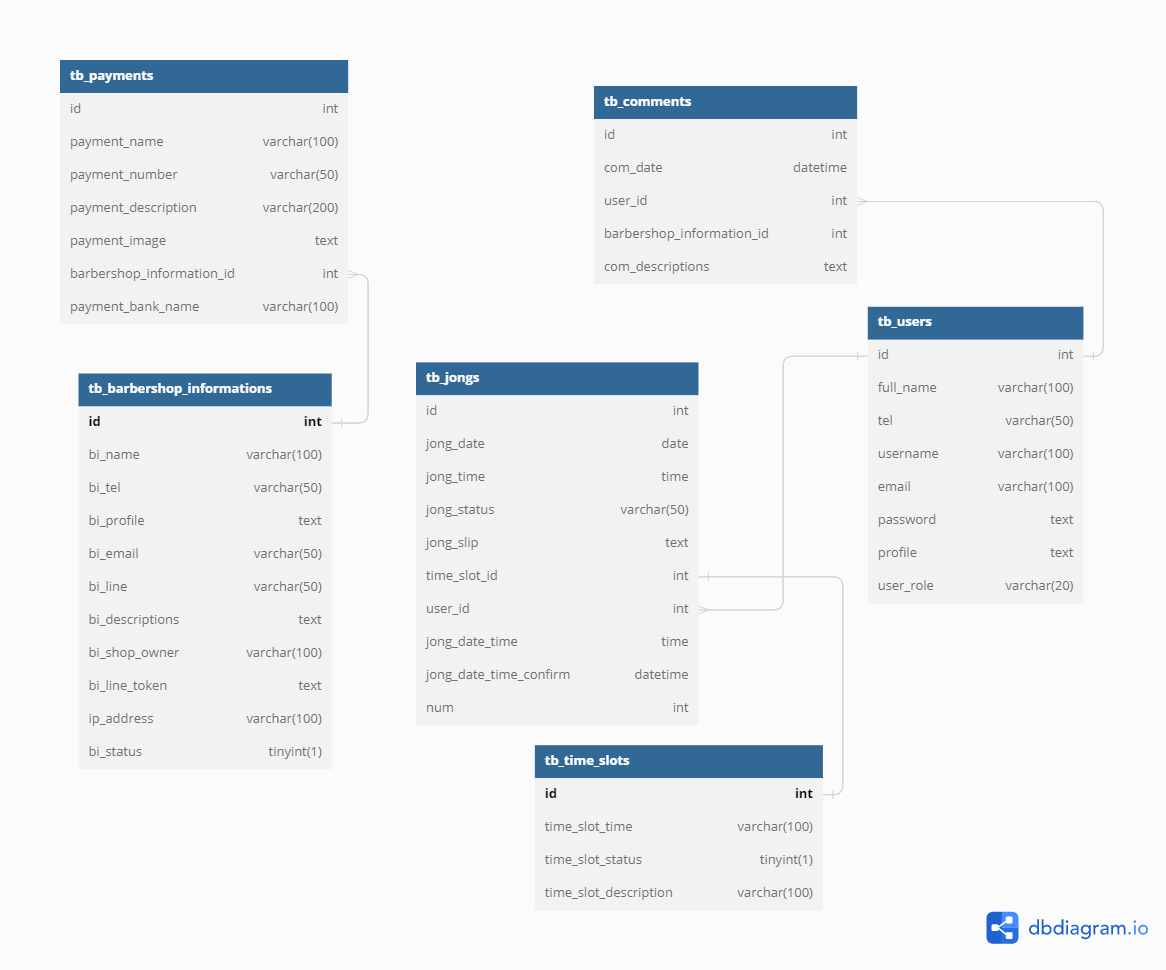 tb_payments
id int
payment_name varchar(100)
payment_number varchar(50)
payment_description varchar(200)
payment_image text
barbershop_information_id int
payment_bank_name varchar(100)
tb_comments
id int
com_date datetime
user_id int
barbershop_information_id int
com_descriptions text
tb_users
id int
full_name varchar(100)
tel varchar(50)
username varchar(100)
email varchar(100)
password text
profile text
user_role varchar(20)
tb_barbershop_informations
id int
bi_name varchar(100)
bi_tel varchar(50)
bi_profile text
bi_email varchar(50)
bi_line varchar(50)
bi_descriptions text
bi_shop_owner varchar(100)
bi_line_token text
ip_address varchar(100)
bi_status tinyint(1)
tb_jongs
id int
jong_date date
jong_time time
jong_status varchar(50)
jong_slip text
time_slot_id int
user_id int
jong_date_time time
jong_date_time_confirm datetime
num int
tb_time_slots
id int
time_slot_time varchar(100)
time_slot_status tinyint(1)
time_slot_description varchar(100)
dbdiagram.io